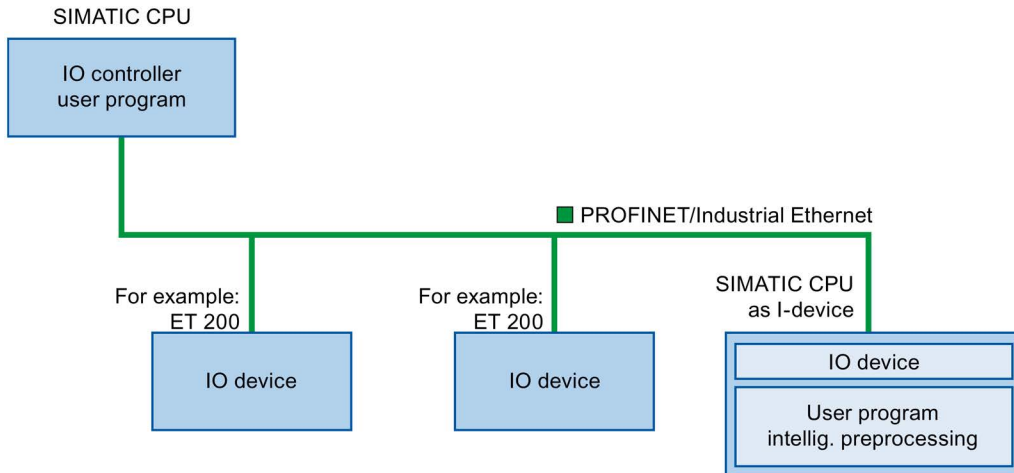 SIMATIC CPU
IO controller
user program
PROFINET/Industrial Ethernet
For example:
ET 200
IO device
For example:
ET 200
IO device
SIMATIC CPU
as I-device
IO device
User program
intellig. preprocessing